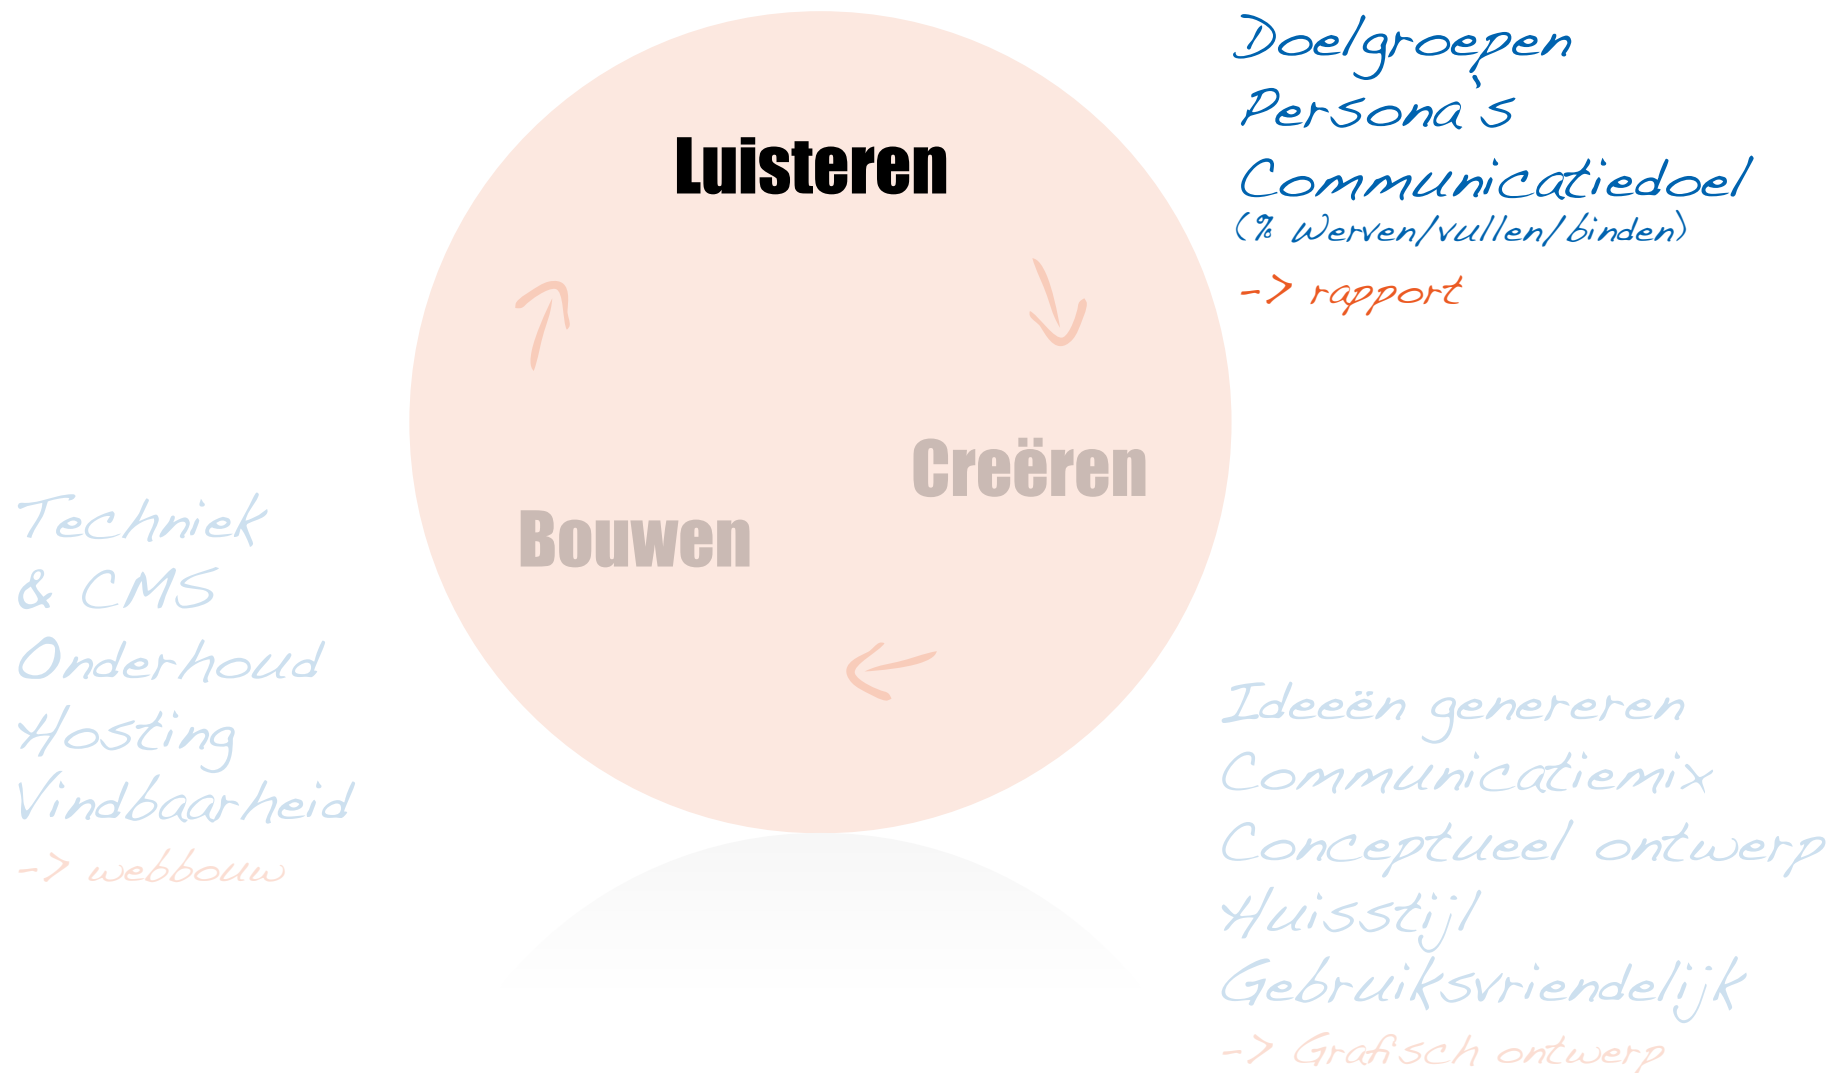 Luisteren
Creëren
Bouwen
Doelgroepen
Persona`s
Communicatiedoel
(% Werven/vullen/binden)
-> rapport
Ideeën genereren
Communicatiemix
Conceptueel ontwerp
Huisstijl
Gebruiksvriendelijk
-> Grafisch ontwerp
Techniek
& CMS
Onderhoud
Hosting
Vindbaarheid
-> webbouw